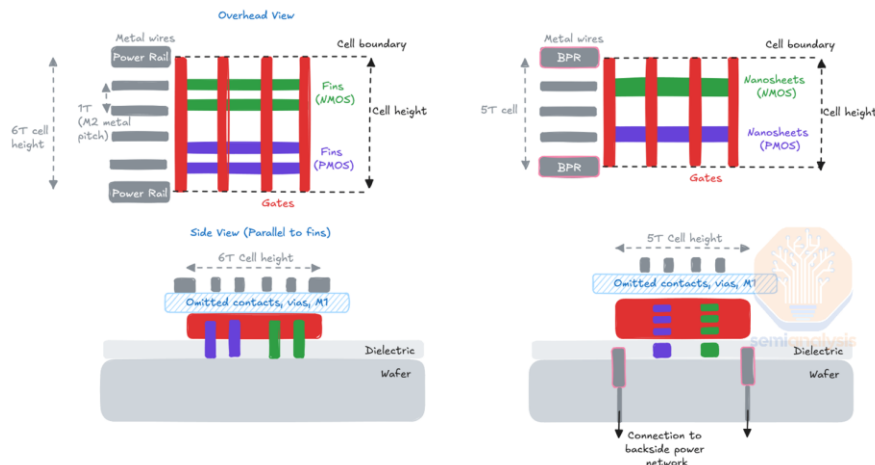 Overhead View
Metal wires
Power Rail
Cell boundary
1T
(M2 metal
pitch)
6T cell
height
Fins
(NMOS)
Cell height
Fins
(PMOS)
Power Rail
Gates
Metal wires
BPR
Cell boundary
5T cell
Nanosheets
(NMOS)
Cell height
Nanosheets
(PMOS)
BPR
Gates
Side View (Parallel to fins)
6T Cell height
Omitted contacts, vias, M1
Dielectric
Wafer
5T Cell height
Omitted contacts, vias, M1
semianalysis
Dielectric
Wafer
Connection to
backside power
network